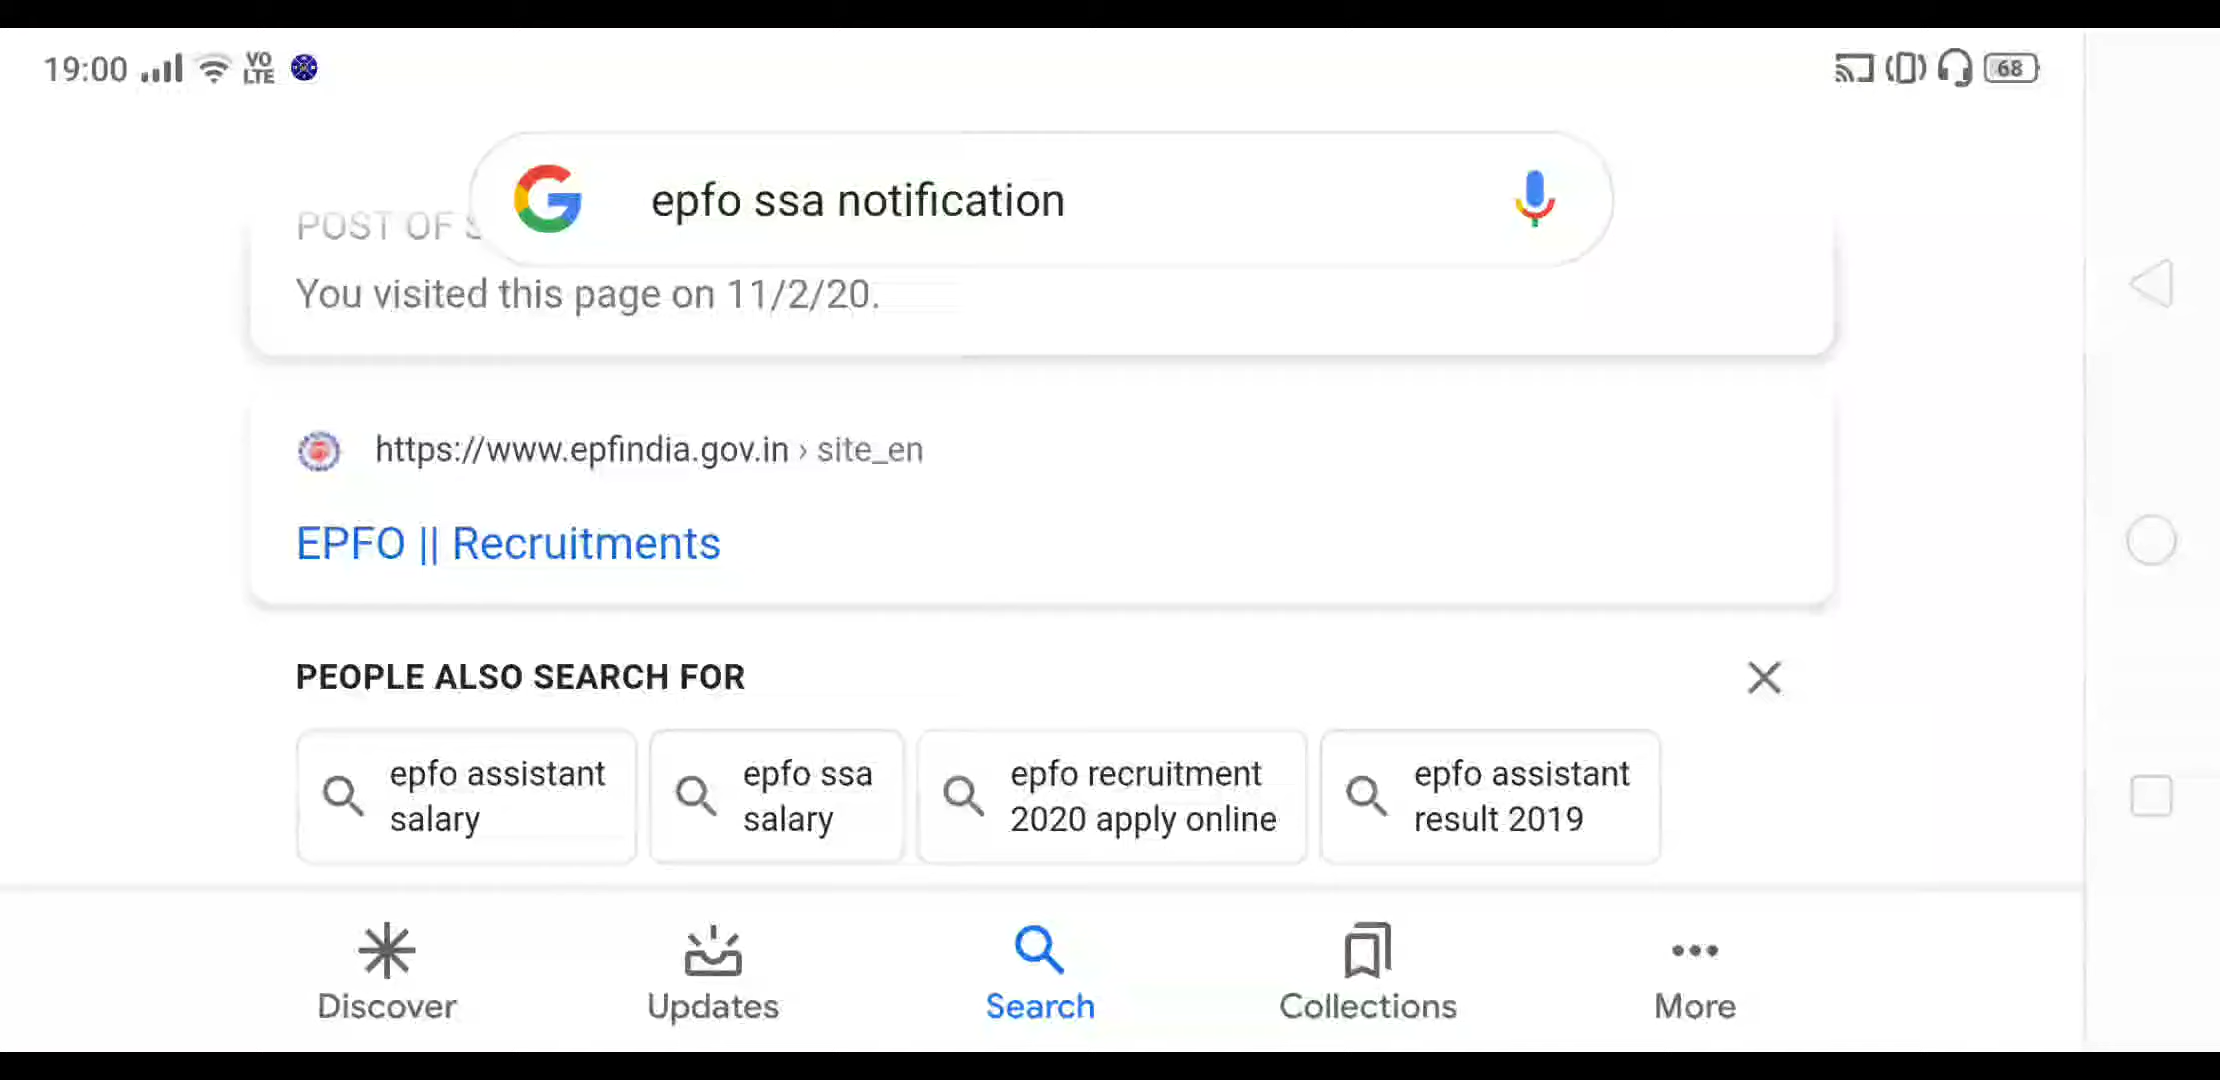 19:00 VO LTE 68
epfo ssa notification
POST OF
You visited this page on 11/2/20.
https://www.epfindia.gov.in › site_en
EPFO || Recruitments
PEOPLE ALSO SEARCH FOR
epfo assistant salary
epfo ssa salary
epfo recruitment 2020 apply online
epfo assistant result 2019
Discover Updates Search Collections More